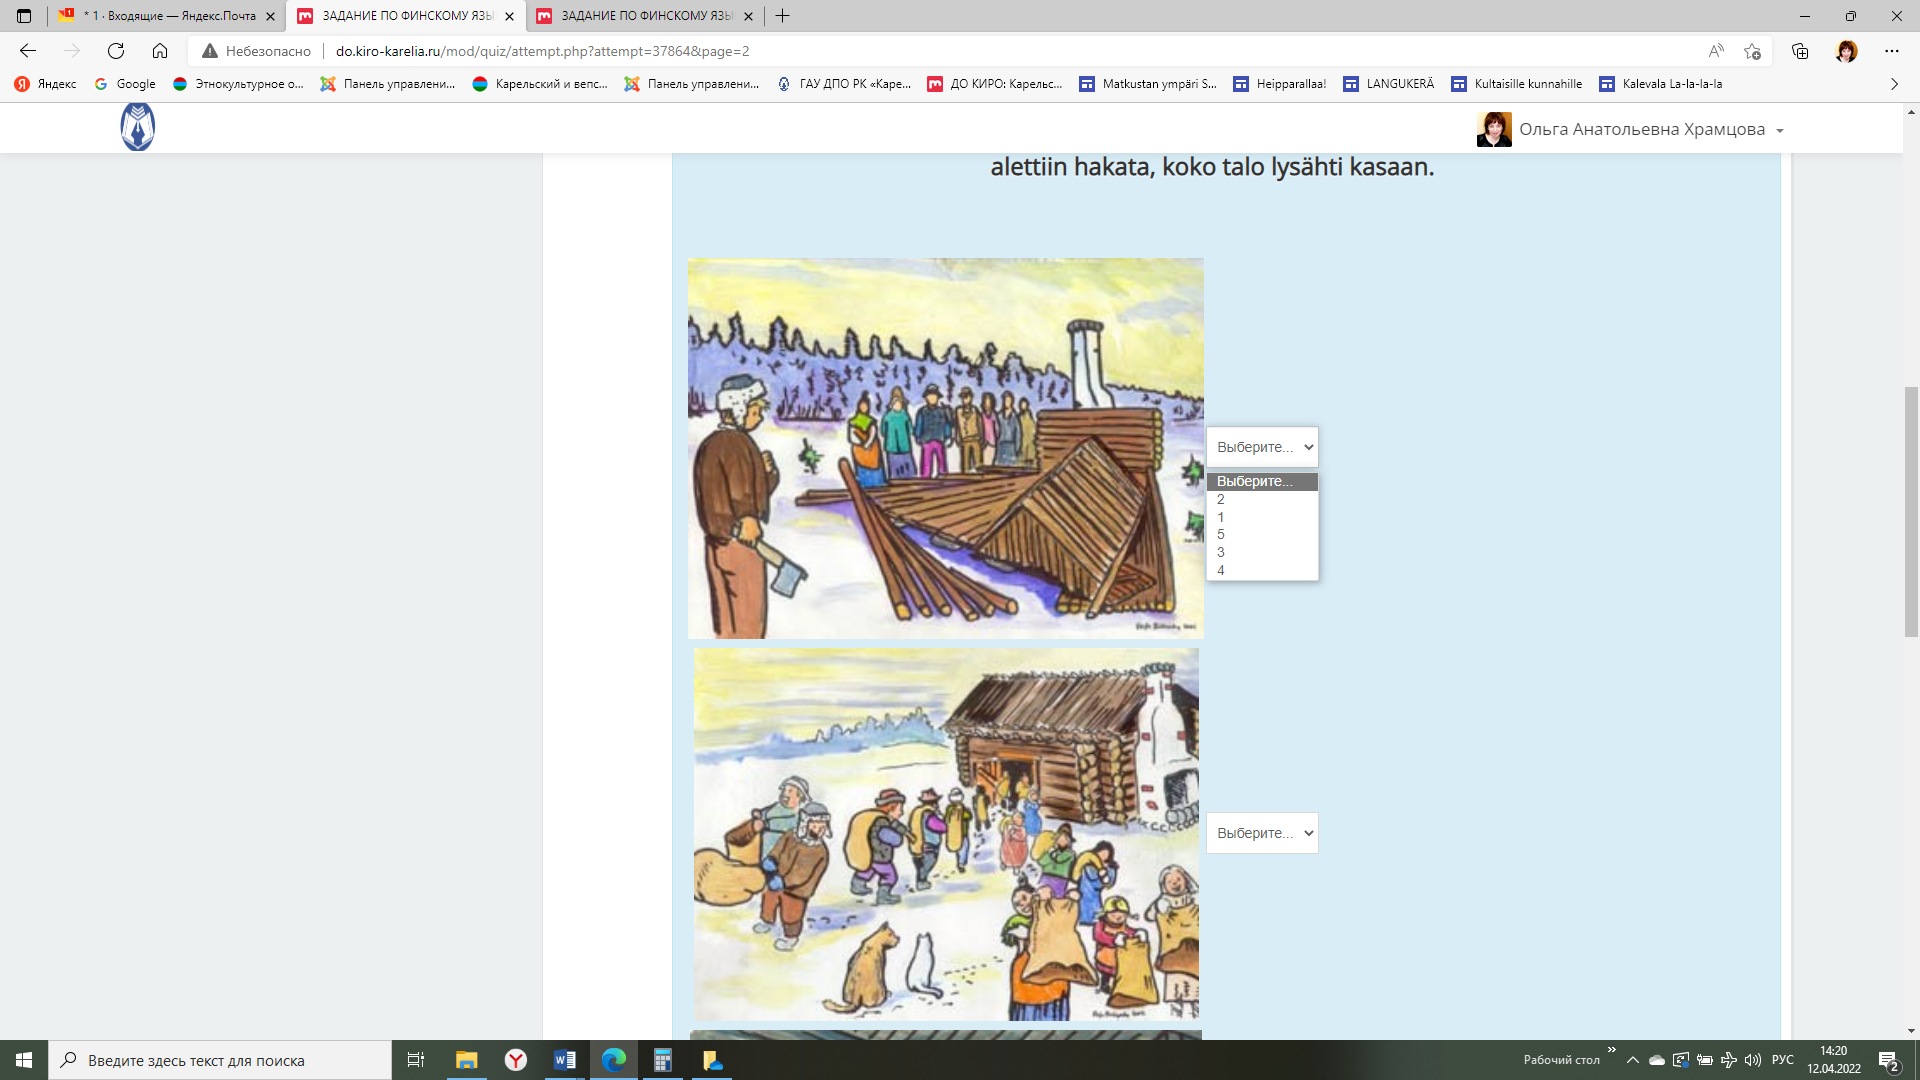 * 1 · Входящие — Яндекс.Почта
ЗАДАНИЕ ПО ФИНСКОМУ ЯЗЫ
ЗАДАНИЕ ПО ФИНСКОМУ ЯЗЫ
Небезопасно
do.kiro-karelia.ru/mod/quiz/attempt.php?attempt=37864&page=2
Яндекс
Google
Этнокультурное о...
Панель управлени...
Карельский и вепс...
Панель управлени...
ГАУ ДПО РК «Каре...
ДО КИРО: Карельс...
Matkustan ympäri S...
Heipparallaa!
LANGUKERÄ
Kultaisille kunnahille
Kalevala La-la-la-la
Ольга Анатольевна Храмцова
alettiin hakata, koko talo lysähti kasaan.
Выберите...
Выберите...
2
1
5
3
4
Выберите...
Введите здесь текст для поиска
Рабочий стол
РУС
14:20
12.04.2022
2